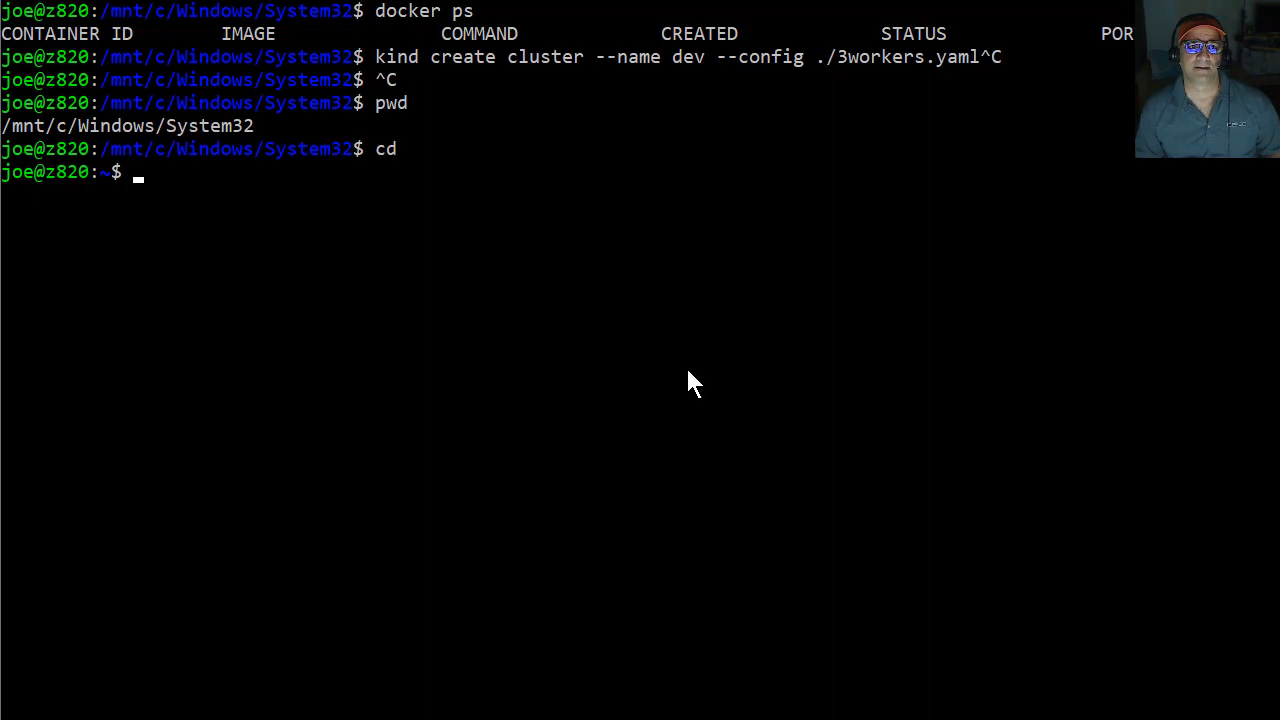 joe@z820:/mnt/c/Windows/System32$ docker ps
CONTAINER ID IMAGE COMMAND CREATED STATUS POR
joe@z820:/mnt/c/Windows/System32$ kind create cluster --name dev --config ./3workers.yaml^C
joe@z820:/mnt/c/Windows/System32$ ^C
joe@z820:/mnt/c/Windows/System32$ pwd
/mnt/c/Windows/System32
joe@z820:/mnt/c/Windows/System32$ cd
joe@z820:~$